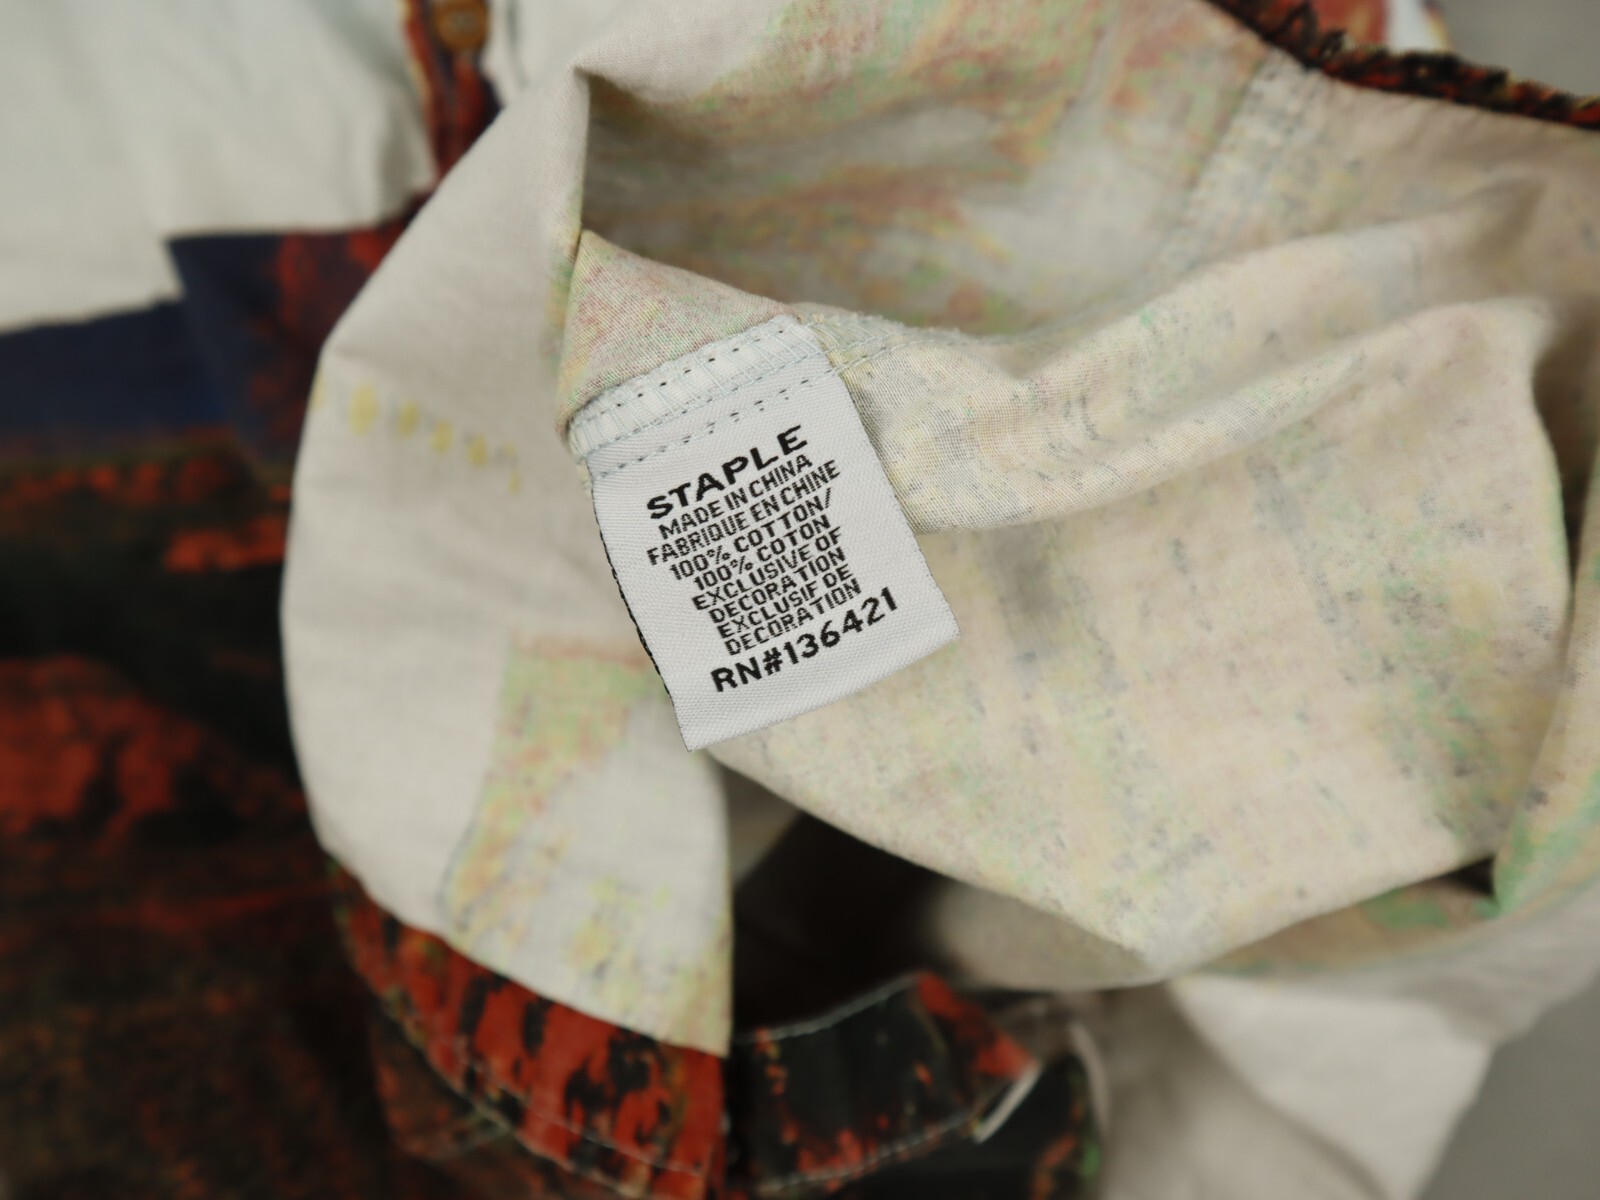 STAPLE
MADE IN CHINA
FABRIQUE EN CHINE
100% COTTON/
100% COTON
EXCLUSIVE OF
DECORATION
EXCLUSIF DE
DECORATION
RN#136421